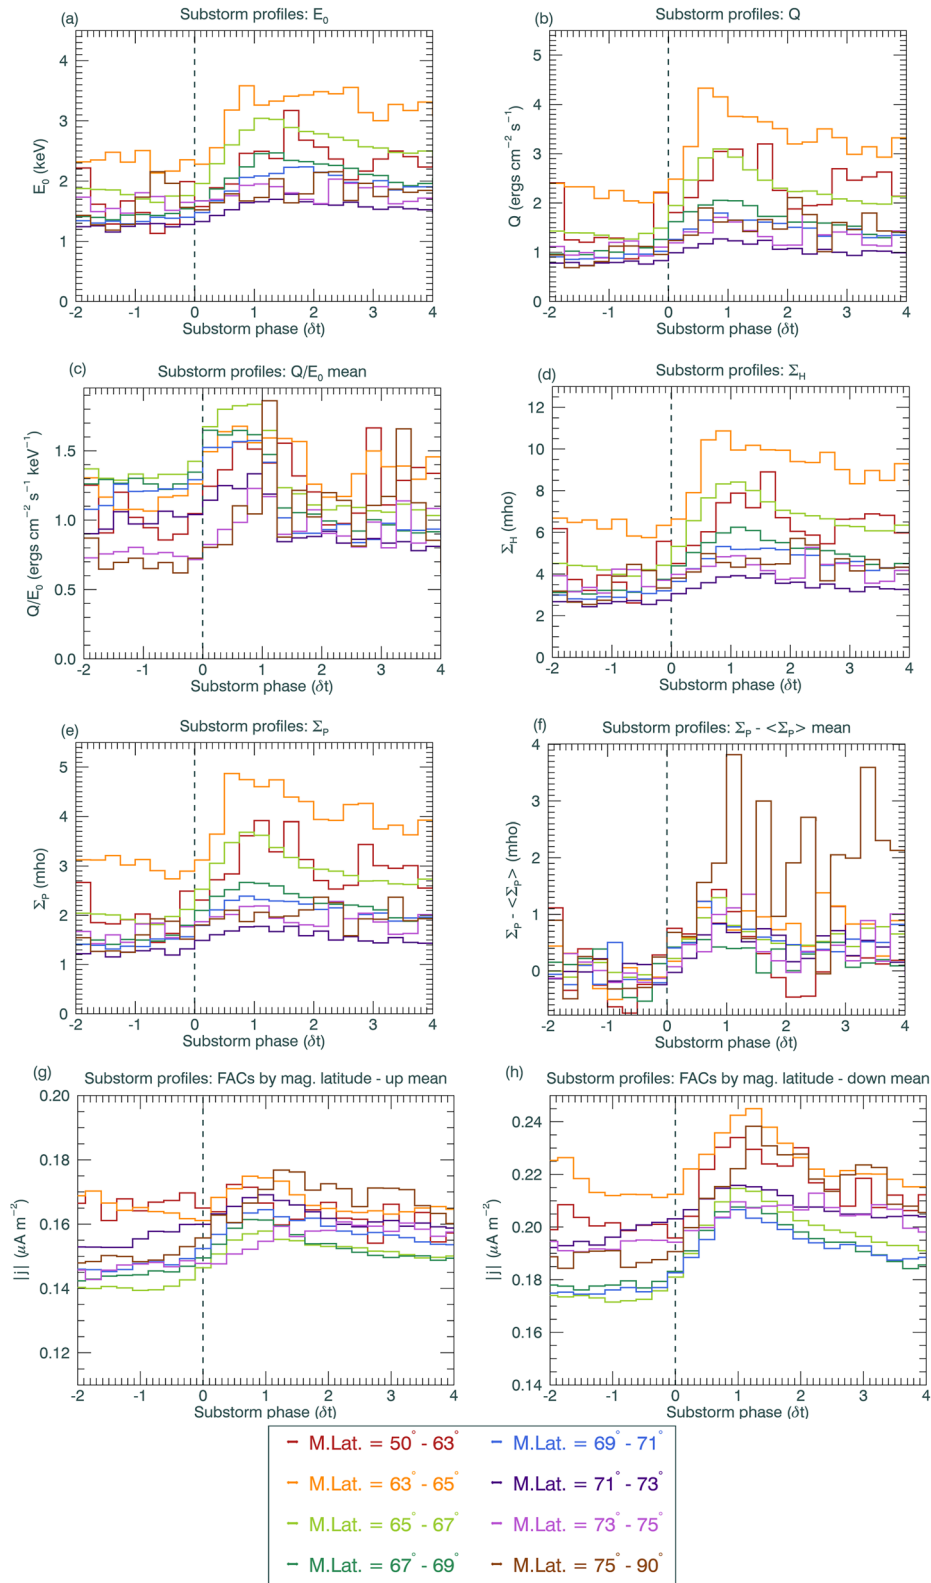 (a)
Substorm profiles: E₀
4
3
2
1
0
E₀ (keV)
-2 -1 0 1 2 3 4
Substorm phase (δt)
(b)
Substorm profiles: Q
5
4
3
2
1
0
Q (ergs cm⁻² s⁻¹)
-2 -1 0 1 2 3 4
Substorm phase (δt)
(c)
Substorm profiles: Q/E₀ mean
1.5
1.0
0.5
0.0
Q/E₀ (ergs cm⁻² s⁻¹ keV⁻¹)
-2 -1 0 1 2 3 4
Substorm phase (δt)
(d)
Substorm profiles: Σ_H
12
10
8
6
4
2
0
Σ_H (mho)
-2 -1 0 1 2 3 4
Substorm phase (δt)
(e)
Substorm profiles: Σ_P
5
4
3
2
1
0
Σ_P (mho)
-2 -1 0 1 2 3 4
Substorm phase (δt)
(f)
Substorm profiles: Σ_P - <Σ_P> mean
4
3
2
1
0
Σ_P - <Σ_P> (mho)
-2 -1 0 1 2 3 4
Substorm phase (δt)
(g)
Substorm profiles: FACs by mag. latitude - up mean
0.20
0.18
0.16
0.14
0.12
|j| (μA m⁻²)
-2 -1 0 1 2 3 4
Substorm phase (δt)
(h)
Substorm profiles: FACs by mag. latitude - down mean
0.24
0.22
0.20
0.18
0.16
0.14
|j| (μA m⁻²)
-2 -1 0 1 2 3 4
Substorm phase (δt)
M.Lat. = 50° - 63°
M.Lat. = 63° - 65°
M.Lat. = 65° - 67°
M.Lat. = 67° - 69°
M.Lat. = 69° - 71°
M.Lat. = 71° - 73°
M.Lat. = 73° - 75°
M.Lat. = 75° - 90°